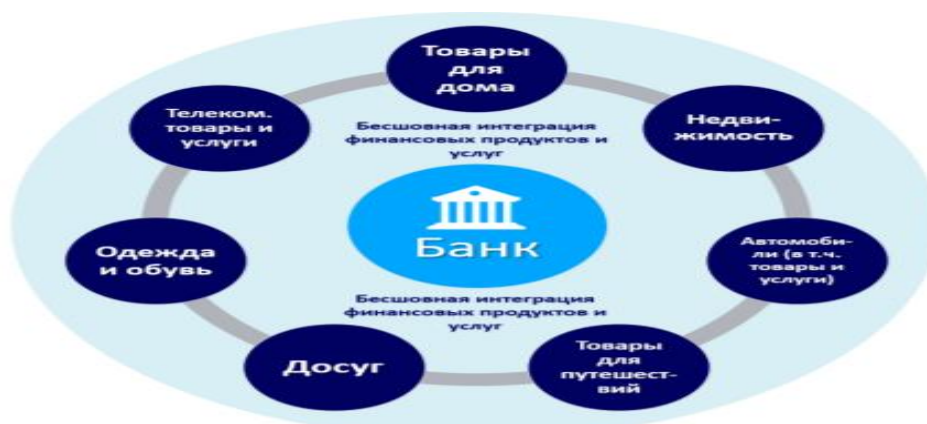 Товары
для
дома
Телеком.
товары и
услуги
Недви-
жимость
Бесшовная интеграция
финансовых продуктов и
услуг
Банк
Одежда
и обувь
Автомоби-
ли (в т.ч.
товары и
услуги)
Бесшовная интеграция
финансовых продуктов и
услуг
Досуг
Товары
для
путешест-
вий